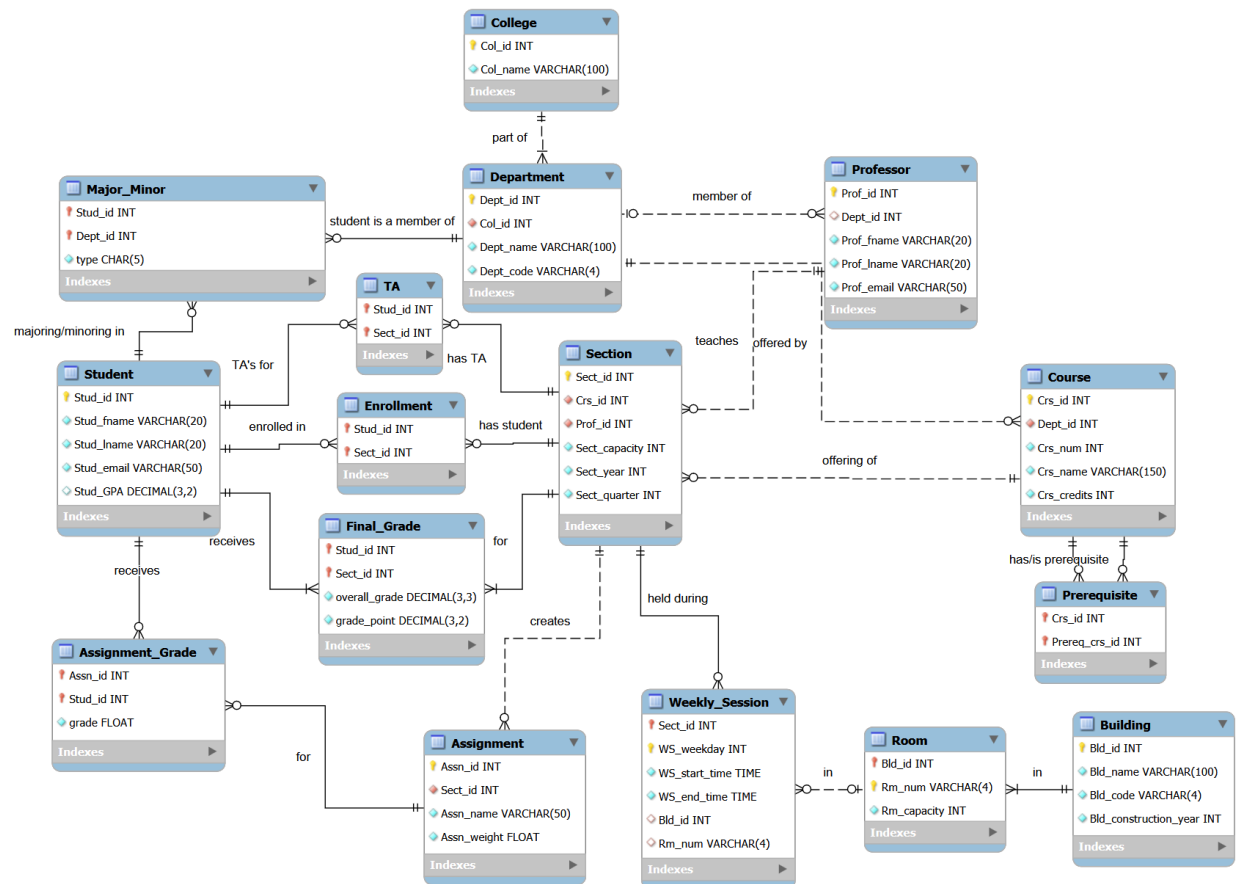 College
Col_id INT
Col_name VARCHAR(100)
Indexes
part of
Major_Minor
Stud_id INT
Dept_id INT
type CHAR(5)
Indexes
student is a member of
Department
Dept_id INT
Col_id INT
Dept_name VARCHAR(100)
Dept_code VARCHAR(4)
Indexes
member of
Professor
Prof_id INT
Dept_id INT
Prof_fname VARCHAR(20)
Prof_lname VARCHAR(20)
Prof_email VARCHAR(50)
Indexes
majoring/minoring in
TA
Stud_id INT
Sect_id INT
Indexes
TA's for
has TA
teaches
offered by
Student
Stud_id INT
Stud_fname VARCHAR(20)
Stud_lname VARCHAR(20)
Stud_email VARCHAR(50)
Stud_GPA DECIMAL(3,2)
Indexes
enrolled in
Enrollment
Stud_id INT
Sect_id INT
Indexes
has student
Section
Sect_id INT
Crs_id INT
Prof_id INT
Sect_capacity INT
Sect_year INT
Sect_quarter INT
Indexes
offering of
Course
Crs_id INT
Dept_id INT
Crs_num INT
Crs_name VARCHAR(150)
Crs_credits INT
Indexes
receives
Final_Grade
Stud_id INT
Sect_id INT
overall_grade DECIMAL(3,3)
grade_point DECIMAL(3,2)
Indexes
for
has/is prerequisite
Prerequisite
Crs_id INT
Prereq_crs_id INT
Indexes
receives
creates
held during
Assignment_Grade
Assn_id INT
Stud_id INT
grade FLOAT
Indexes
for
Assignment
Assn_id INT
Sect_id INT
Assn_name VARCHAR(50)
Assn_weight FLOAT
Indexes
Weekly_Session
Sect_id INT
WS_weekday INT
WS_start_time TIME
WS_end_time TIME
Bld_id INT
Rm_num VARCHAR(4)
Indexes
in
Room
Bld_id INT
Rm_num VARCHAR(4)
Rm_capacity INT
Indexes
in
Building
Bld_id INT
Bld_name VARCHAR(100)
Bld_code VARCHAR(4)
Bld_construction_year INT
Indexes